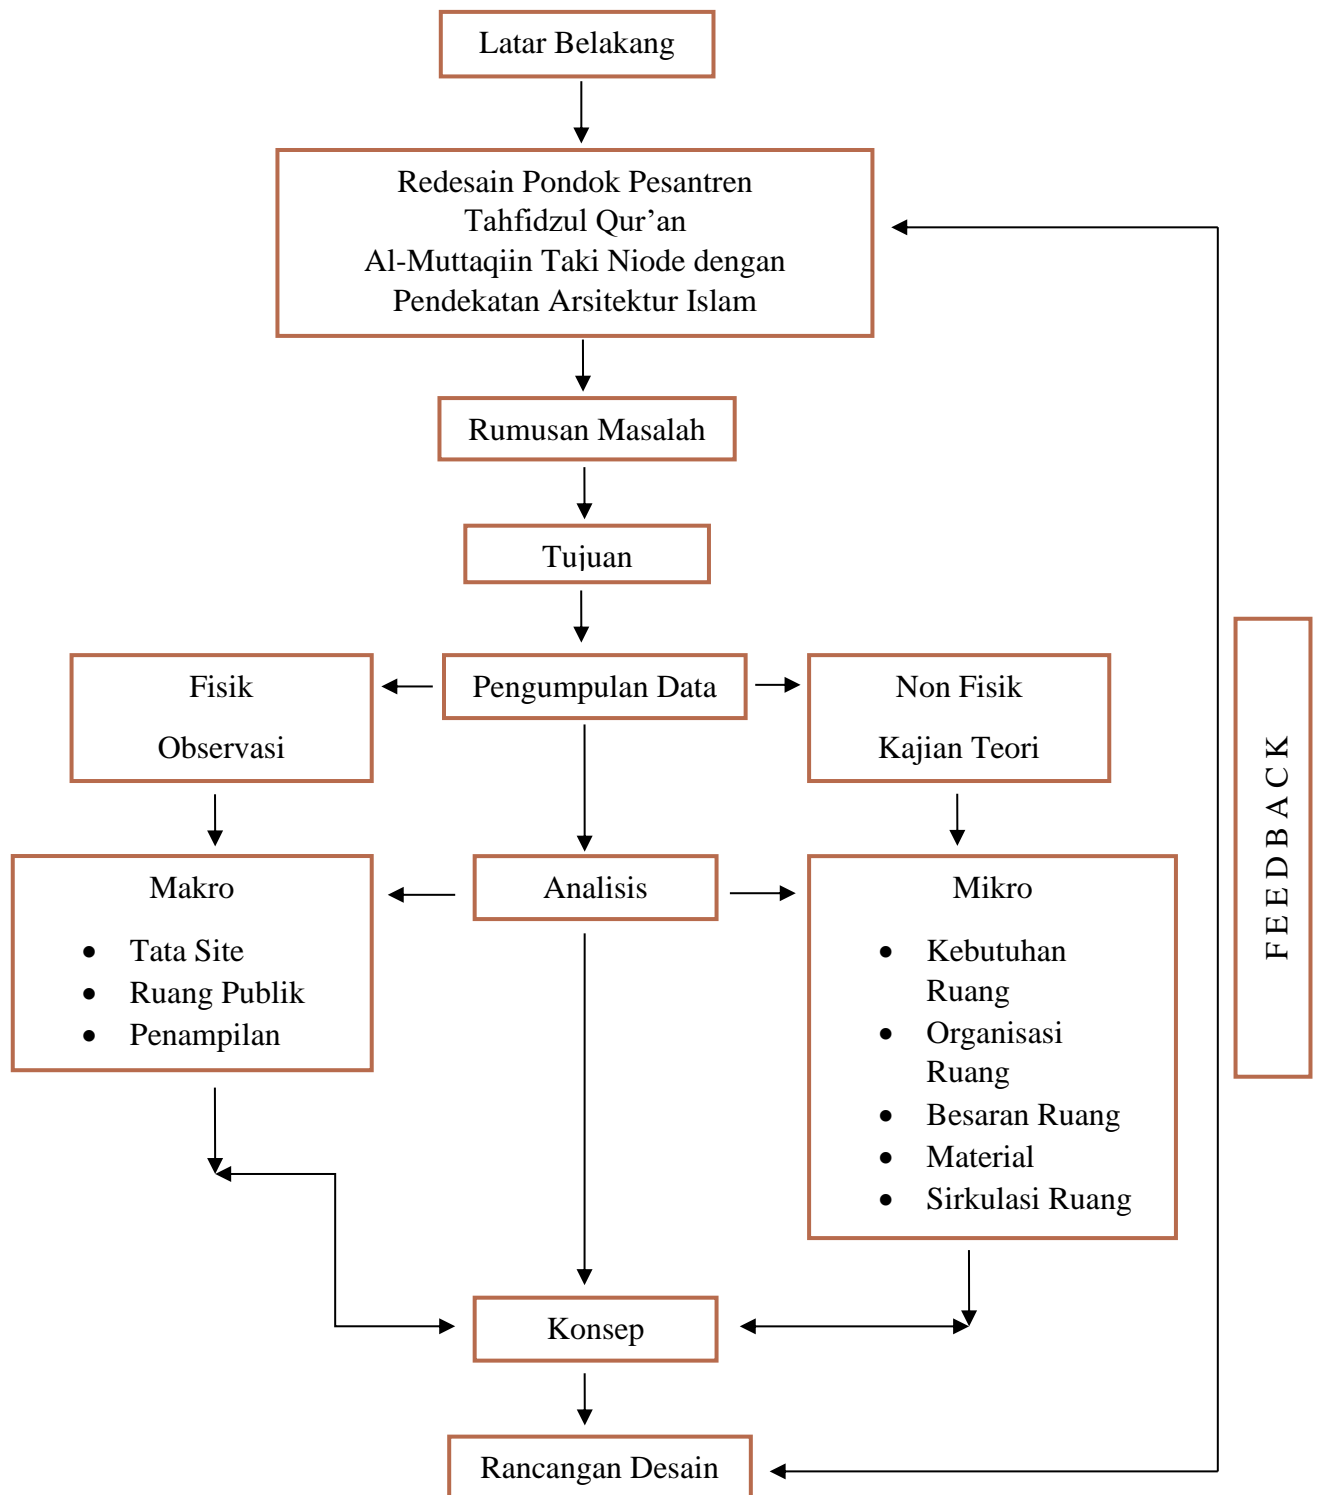 Latar Belakang
Redesain Pondok Pesantren
Tahfidzul Qur’an
Al-Muttaqiin Taki Niode dengan
Pendekatan Arsitektur Islam
Rumusan Masalah
Tujuan
Fisik
Observasi
Pengumpulan Data
Non Fisik
Kajian Teori
Makro
• Tata Site
• Ruang Publik
• Penampilan
Analisis
Mikro
• Kebutuhan
Ruang
• Organisasi
Ruang
• Besaran Ruang
• Material
• Sirkulasi Ruang
FEEDBACK
Konsep
Rancangan Desain